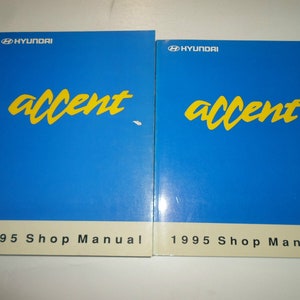 HYUNDAI
accent
95 Shop Manual
HYUNDAI
accent
1995 Shop Man